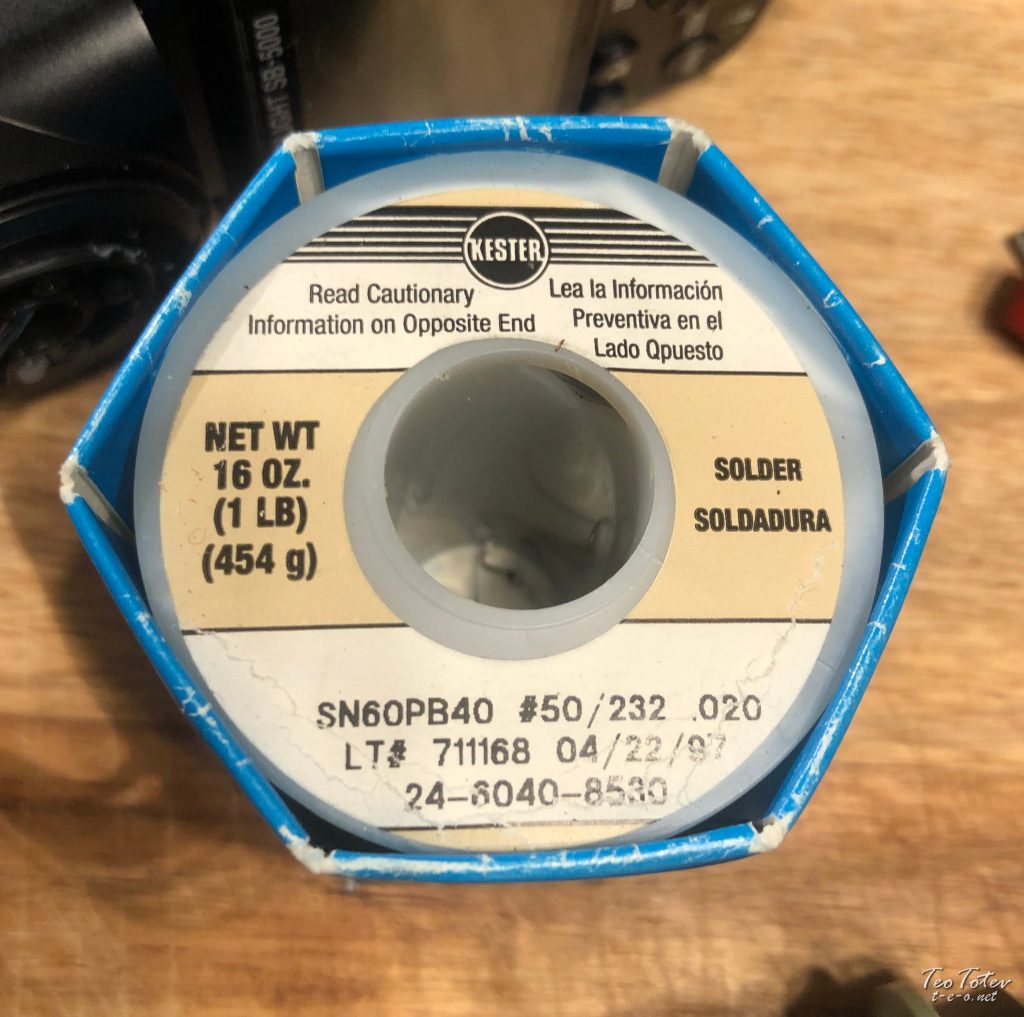 SB-5000
KESTER
Read Cautionary
Information on Opposite End
Lea la Información
Preventiva en el
Lado Qpuesto
NET WT
16 OZ.
(1 LB)
(454 g)
SOLDER
SOLDADURA
SN60PB40 #50/232 .020
LT# 711168 04/22/97
24-6040-8530
Teo Totev
t-e-o.net